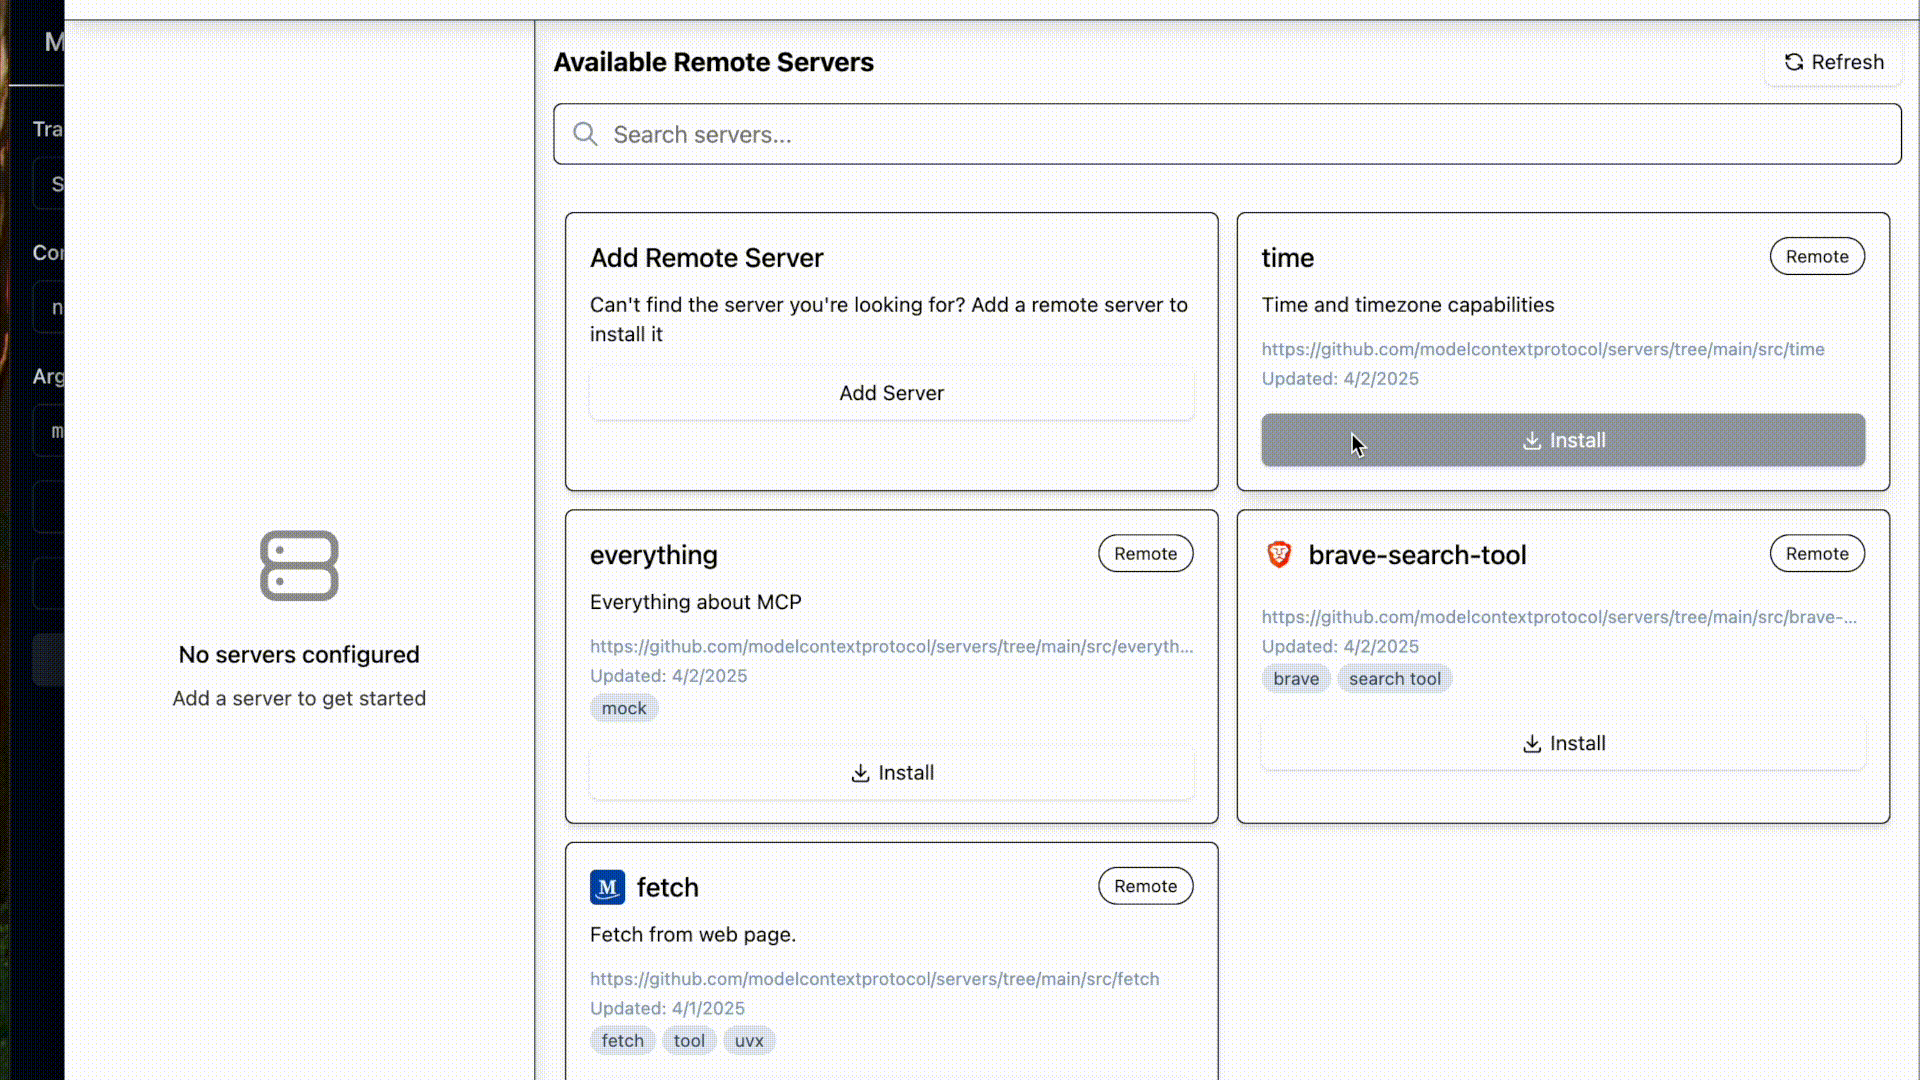 M
Tra
S
Con
n
Arg
m
No servers configured
Add a server to get started
Available Remote Servers
Refresh
Search servers...
Add Remote Server
Can't find the server you're looking for? Add a remote server to
install it
Add Server
time
Remote
Time and timezone capabilities
https://github.com/modelcontextprotocol/servers/tree/main/src/time
Updated: 4/2/2025
Install
everything
Remote
Everything about MCP
https://github.com/modelcontextprotocol/servers/tree/main/src/everyth...
Updated: 4/2/2025
mock
Install
brave-search-tool
Remote
https://github.com/modelcontextprotocol/servers/tree/main/src/brave-...
Updated: 4/2/2025
brave
search tool
Install
M
fetch
Remote
Fetch from web page.
https://github.com/modelcontextprotocol/servers/tree/main/src/fetch
Updated: 4/1/2025
fetch
tool
uvx